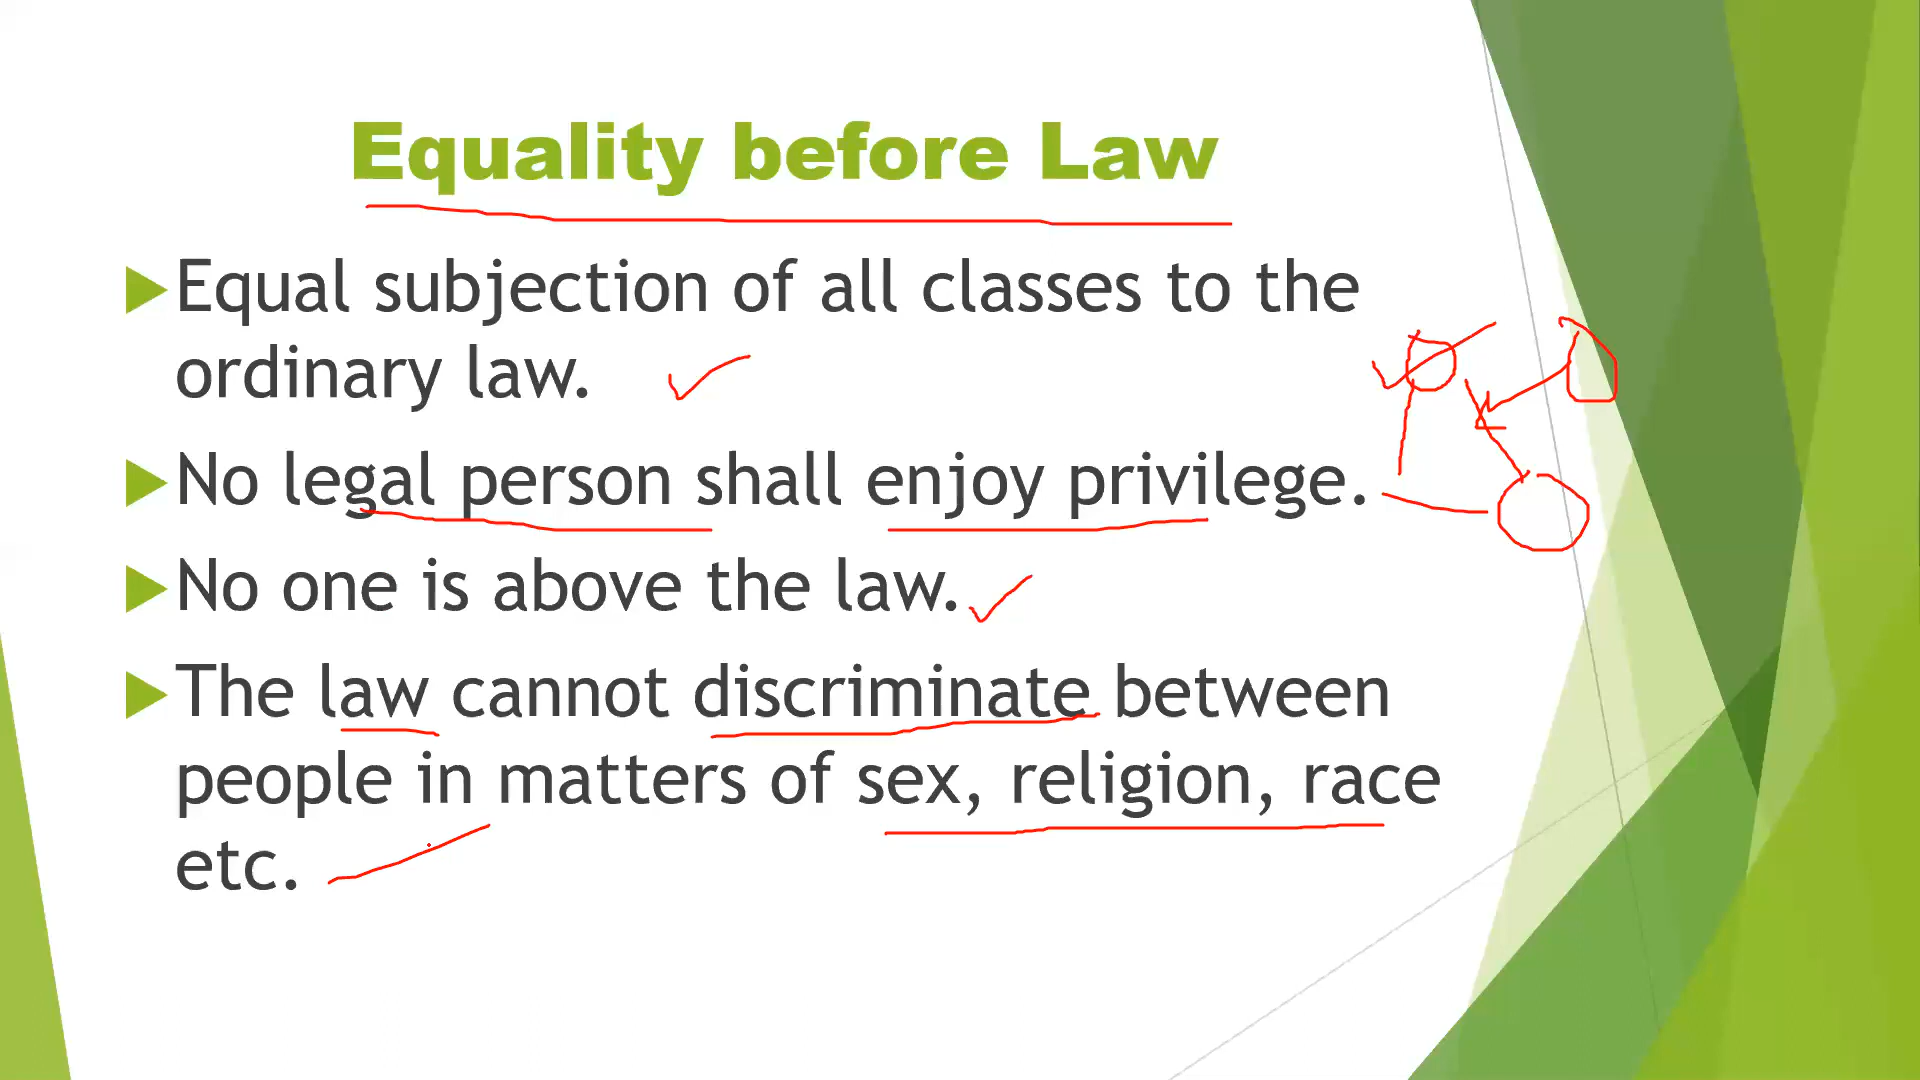 Equality before Law
Equal subjection of all classes to the
ordinary law.
No legal person shall enjoy privilege.
No one is above the law.
The law cannot discriminate between
people in matters of sex, religion, race
etc.